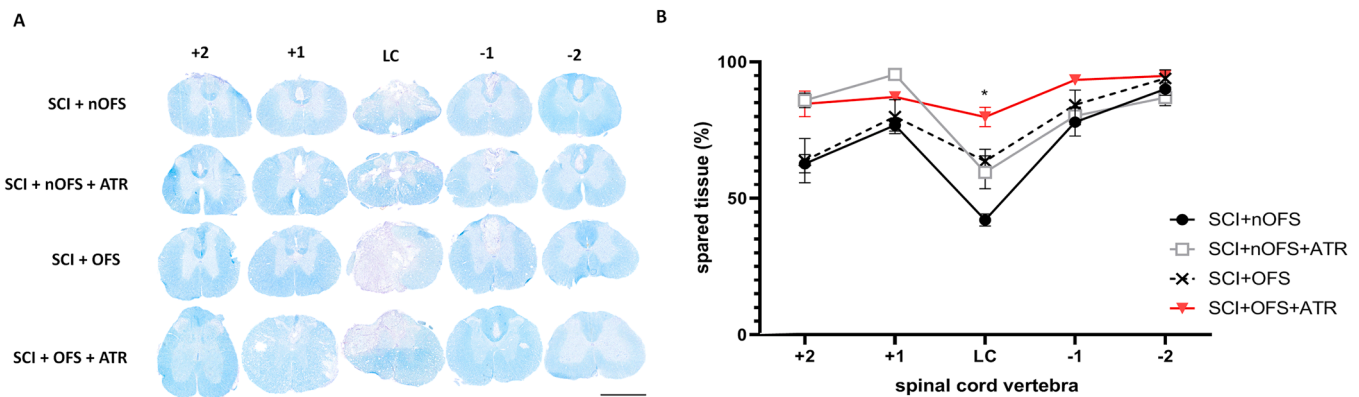 A
+2 +1 LC -1 -2
SCI + nOFS
SCI + nOFS + ATR
SCI + OFS
SCI + OFS + ATR
B
spared tissue (%)
100
50
0
*
+2 +1 LC -1 -2
spinal cord vertebra
SCI+nOFS
SCI+nOFS+ATR
SCI+OFS
SCI+OFS+ATR